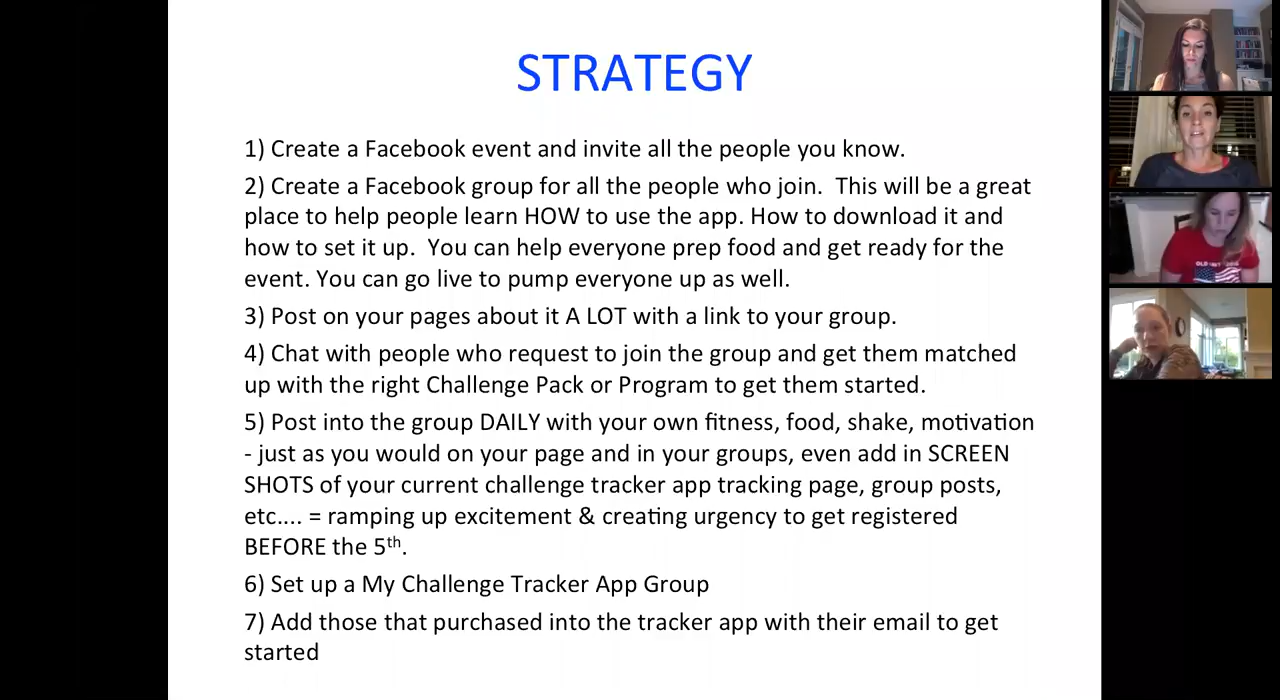 STRATEGY
1) Create a Facebook event and invite all the people you know.
2) Create a Facebook group for all the people who join.  This will be a great
place to help people learn HOW to use the app. How to download it and
how to set it up.  You can help everyone prep food and get ready for the
event. You can go live to pump everyone up as well.
3) Post on your pages about it A LOT with a link to your group.
4) Chat with people who request to join the group and get them matched
up with the right Challenge Pack or Program to get them started.
5) Post into the group DAILY with your own fitness, food, shake, motivation
- just as you would on your page and in your groups, even add in SCREEN
SHOTS of your current challenge tracker app tracking page, group posts,
etc.... = ramping up excitement & creating urgency to get registered
BEFORE the 5th.
6) Set up a My Challenge Tracker App Group
7) Add those that purchased into the tracker app with their email to get
started